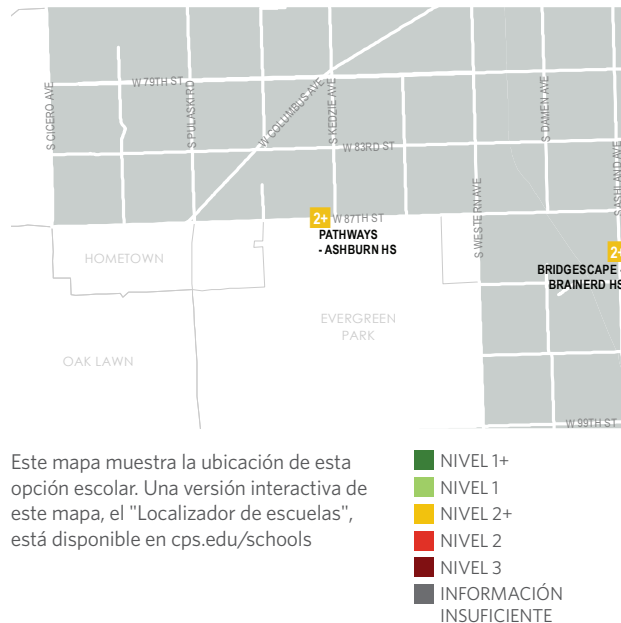 W 79TH ST
S CICERO AVE
S PULASKI RD
W COLUMBUS AVE
S KEDZIE AVE
S DAMEN AVE
W 83RD ST
S ASHLAND AVE
S WESTERN AVE
2+
W 87TH ST
PATHWAYS
- ASHBURN HS
HOMETOWN
2+
BRIDGESCAPE -
BRAINERD HS
EVERGREEN
PARK
OAK LAWN
W 99TH ST
Este mapa muestra la ubicación de esta
opción escolar. Una versión interactiva de
este mapa, el "Localizador de escuelas",
está disponible en cps.edu/schools
NIVEL 1+
NIVEL 1
NIVEL 2+
NIVEL 2
NIVEL 3
INFORMACIÓN
INSUFICIENTE